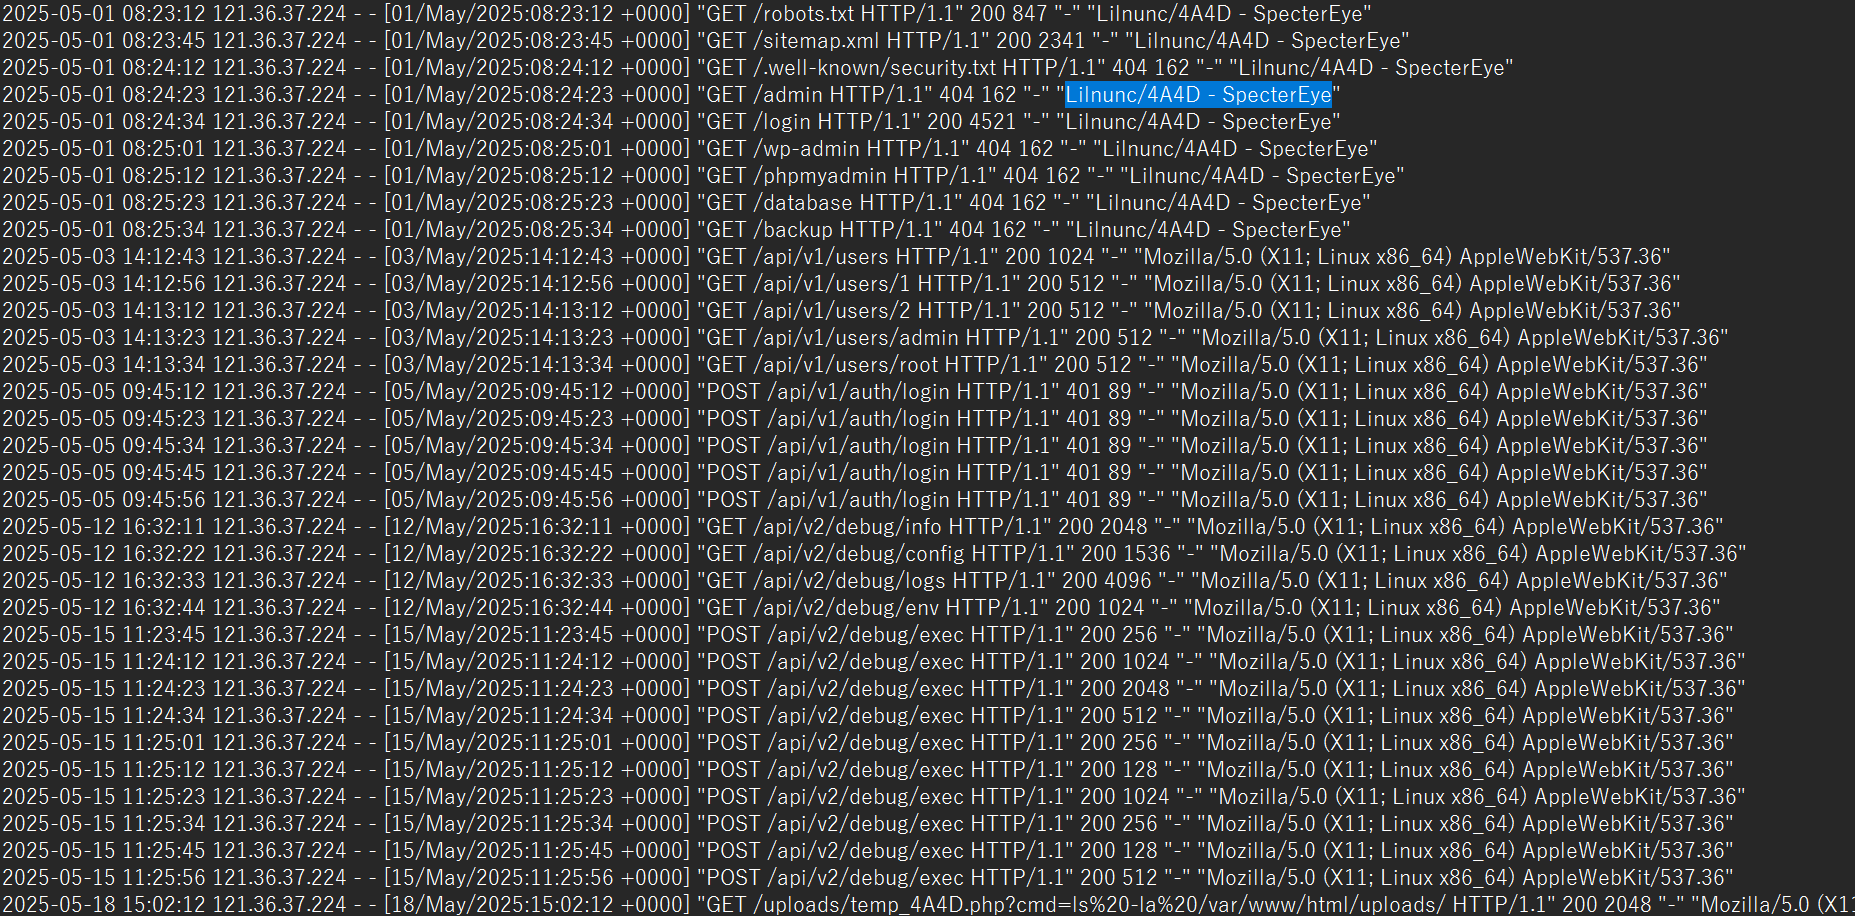 2025-05-01 08:23:12 121.36.37.224 - - [01/May/2025:08:23:12 +0000] "GET /robots.txt HTTP/1.1" 200 847 "-" "Lilnunc/4A4D - SpecterEye"
2025-05-01 08:23:45 121.36.37.224 - - [01/May/2025:08:23:45 +0000] "GET /sitemap.xml HTTP/1.1" 200 2341 "-" "Lilnunc/4A4D - SpecterEye"
2025-05-01 08:24:12 121.36.37.224 - - [01/May/2025:08:24:12 +0000] "GET /.well-known/security.txt HTTP/1.1" 404 162 "-" "Lilnunc/4A4D - SpecterEye"
2025-05-01 08:24:23 121.36.37.224 - - [01/May/2025:08:24:23 +0000] "GET /admin HTTP/1.1" 404 162 "-" "Lilnunc/4A4D - SpecterEye"
2025-05-01 08:24:34 121.36.37.224 - - [01/May/2025:08:24:34 +0000] "GET /login HTTP/1.1" 200 4521 "-" "Lilnunc/4A4D - SpecterEye"
2025-05-01 08:25:01 121.36.37.224 - - [01/May/2025:08:25:01 +0000] "GET /wp-admin HTTP/1.1" 404 162 "-" "Lilnunc/4A4D - SpecterEye"
2025-05-01 08:25:12 121.36.37.224 - - [01/May/2025:08:25:12 +0000] "GET /phpmyadmin HTTP/1.1" 404 162 "-" "Lilnunc/4A4D - SpecterEye"
2025-05-01 08:25:23 121.36.37.224 - - [01/May/2025:08:25:23 +0000] "GET /database HTTP/1.1" 404 162 "-" "Lilnunc/4A4D - SpecterEye"
2025-05-01 08:25:34 121.36.37.224 - - [01/May/2025:08:25:34 +0000] "GET /backup HTTP/1.1" 404 162 "-" "Lilnunc/4A4D - SpecterEye"
2025-05-03 14:12:43 121.36.37.224 - - [03/May/2025:14:12:43 +0000] "GET /api/v1/users HTTP/1.1" 200 1024 "-" "Mozilla/5.0 (X11; Linux x86_64) AppleWebKit/537.36"
2025-05-03 14:12:56 121.36.37.224 - - [03/May/2025:14:12:56 +0000] "GET /api/v1/users/1 HTTP/1.1" 200 512 "-" "Mozilla/5.0 (X11; Linux x86_64) AppleWebKit/537.36"
2025-05-03 14:13:12 121.36.37.224 - - [03/May/2025:14:13:12 +0000] "GET /api/v1/users/2 HTTP/1.1" 200 512 "-" "Mozilla/5.0 (X11; Linux x86_64) AppleWebKit/537.36"
2025-05-03 14:13:23 121.36.37.224 - - [03/May/2025:14:13:23 +0000] "GET /api/v1/users/admin HTTP/1.1" 200 512 "-" "Mozilla/5.0 (X11; Linux x86_64) AppleWebKit/537.36"
2025-05-03 14:13:34 121.36.37.224 - - [03/May/2025:14:13:34 +0000] "GET /api/v1/users/root HTTP/1.1" 200 512 "-" "Mozilla/5.0 (X11; Linux x86_64) AppleWebKit/537.36"
2025-05-05 09:45:12 121.36.37.224 - - [05/May/2025:09:45:12 +0000] "POST /api/v1/auth/login HTTP/1.1" 401 89 "-" "Mozilla/5.0 (X11; Linux x86_64) AppleWebKit/537.36"
2025-05-05 09:45:23 121.36.37.224 - - [05/May/2025:09:45:23 +0000] "POST /api/v1/auth/login HTTP/1.1" 401 89 "-" "Mozilla/5.0 (X11; Linux x86_64) AppleWebKit/537.36"
2025-05-05 09:45:34 121.36.37.224 - - [05/May/2025:09:45:34 +0000] "POST /api/v1/auth/login HTTP/1.1" 401 89 "-" "Mozilla/5.0 (X11; Linux x86_64) AppleWebKit/537.36"
2025-05-05 09:45:45 121.36.37.224 - - [05/May/2025:09:45:45 +0000] "POST /api/v1/auth/login HTTP/1.1" 401 89 "-" "Mozilla/5.0 (X11; Linux x86_64) AppleWebKit/537.36"
2025-05-05 09:45:56 121.36.37.224 - - [05/May/2025:09:45:56 +0000] "POST /api/v1/auth/login HTTP/1.1" 401 89 "-" "Mozilla/5.0 (X11; Linux x86_64) AppleWebKit/537.36"
2025-05-12 16:32:11 121.36.37.224 - - [12/May/2025:16:32:11 +0000] "GET /api/v2/debug/info HTTP/1.1" 200 2048 "-" "Mozilla/5.0 (X11; Linux x86_64) AppleWebKit/537.36"
2025-05-12 16:32:22 121.36.37.224 - - [12/May/2025:16:32:22 +0000] "GET /api/v2/debug/config HTTP/1.1" 200 1536 "-" "Mozilla/5.0 (X11; Linux x86_64) AppleWebKit/537.36"
2025-05-12 16:32:33 121.36.37.224 - - [12/May/2025:16:32:33 +0000] "GET /api/v2/debug/logs HTTP/1.1" 200 4096 "-" "Mozilla/5.0 (X11; Linux x86_64) AppleWebKit/537.36"
2025-05-12 16:32:44 121.36.37.224 - - [12/May/2025:16:32:44 +0000] "GET /api/v2/debug/env HTTP/1.1" 200 1024 "-" "Mozilla/5.0 (X11; Linux x86_64) AppleWebKit/537.36"
2025-05-15 11:23:45 121.36.37.224 - - [15/May/2025:11:23:45 +0000] "POST /api/v2/debug/exec HTTP/1.1" 200 256 "-" "Mozilla/5.0 (X11; Linux x86_64) AppleWebKit/537.36"
2025-05-15 11:24:12 121.36.37.224 - - [15/May/2025:11:24:12 +0000] "POST /api/v2/debug/exec HTTP/1.1" 200 1024 "-" "Mozilla/5.0 (X11; Linux x86_64) AppleWebKit/537.36"
2025-05-15 11:24:23 121.36.37.224 - - [15/May/2025:11:24:23 +0000] "POST /api/v2/debug/exec HTTP/1.1" 200 2048 "-" "Mozilla/5.0 (X11; Linux x86_64) AppleWebKit/537.36"
2025-05-15 11:24:34 121.36.37.224 - - [15/May/2025:11:24:34 +0000] "POST /api/v2/debug/exec HTTP/1.1" 200 512 "-" "Mozilla/5.0 (X11; Linux x86_64) AppleWebKit/537.36"
2025-05-15 11:25:01 121.36.37.224 - - [15/May/2025:11:25:01 +0000] "POST /api/v2/debug/exec HTTP/1.1" 200 256 "-" "Mozilla/5.0 (X11; Linux x86_64) AppleWebKit/537.36"
2025-05-15 11:25:12 121.36.37.224 - - [15/May/2025:11:25:12 +0000] "POST /api/v2/debug/exec HTTP/1.1" 200 128 "-" "Mozilla/5.0 (X11; Linux x86_64) AppleWebKit/537.36"
2025-05-15 11:25:23 121.36.37.224 - - [15/May/2025:11:25:23 +0000] "POST /api/v2/debug/exec HTTP/1.1" 200 1024 "-" "Mozilla/5.0 (X11; Linux x86_64) AppleWebKit/537.36"
2025-05-15 11:25:34 121.36.37.224 - - [15/May/2025:11:25:34 +0000] "POST /api/v2/debug/exec HTTP/1.1" 200 256 "-" "Mozilla/5.0 (X11; Linux x86_64) AppleWebKit/537.36"
2025-05-15 11:25:45 121.36.37.224 - - [15/May/2025:11:25:45 +0000] "POST /api/v2/debug/exec HTTP/1.1" 200 128 "-" "Mozilla/5.0 (X11; Linux x86_64) AppleWebKit/537.36"
2025-05-15 11:25:56 121.36.37.224 - - [15/May/2025:11:25:56 +0000] "POST /api/v2/debug/exec HTTP/1.1" 200 512 "-" "Mozilla/5.0 (X11; Linux x86_64) AppleWebKit/537.36"
2025-05-18 15:02:12 121.36.37.224 - - [18/May/2025:15:02:12 +0000] "GET /uploads/temp_4A4D.php?cmd=ls%20-la%20/var/www/html/uploads/ HTTP/1.1" 200 2048 "-" "Mozilla/5.0 (X11